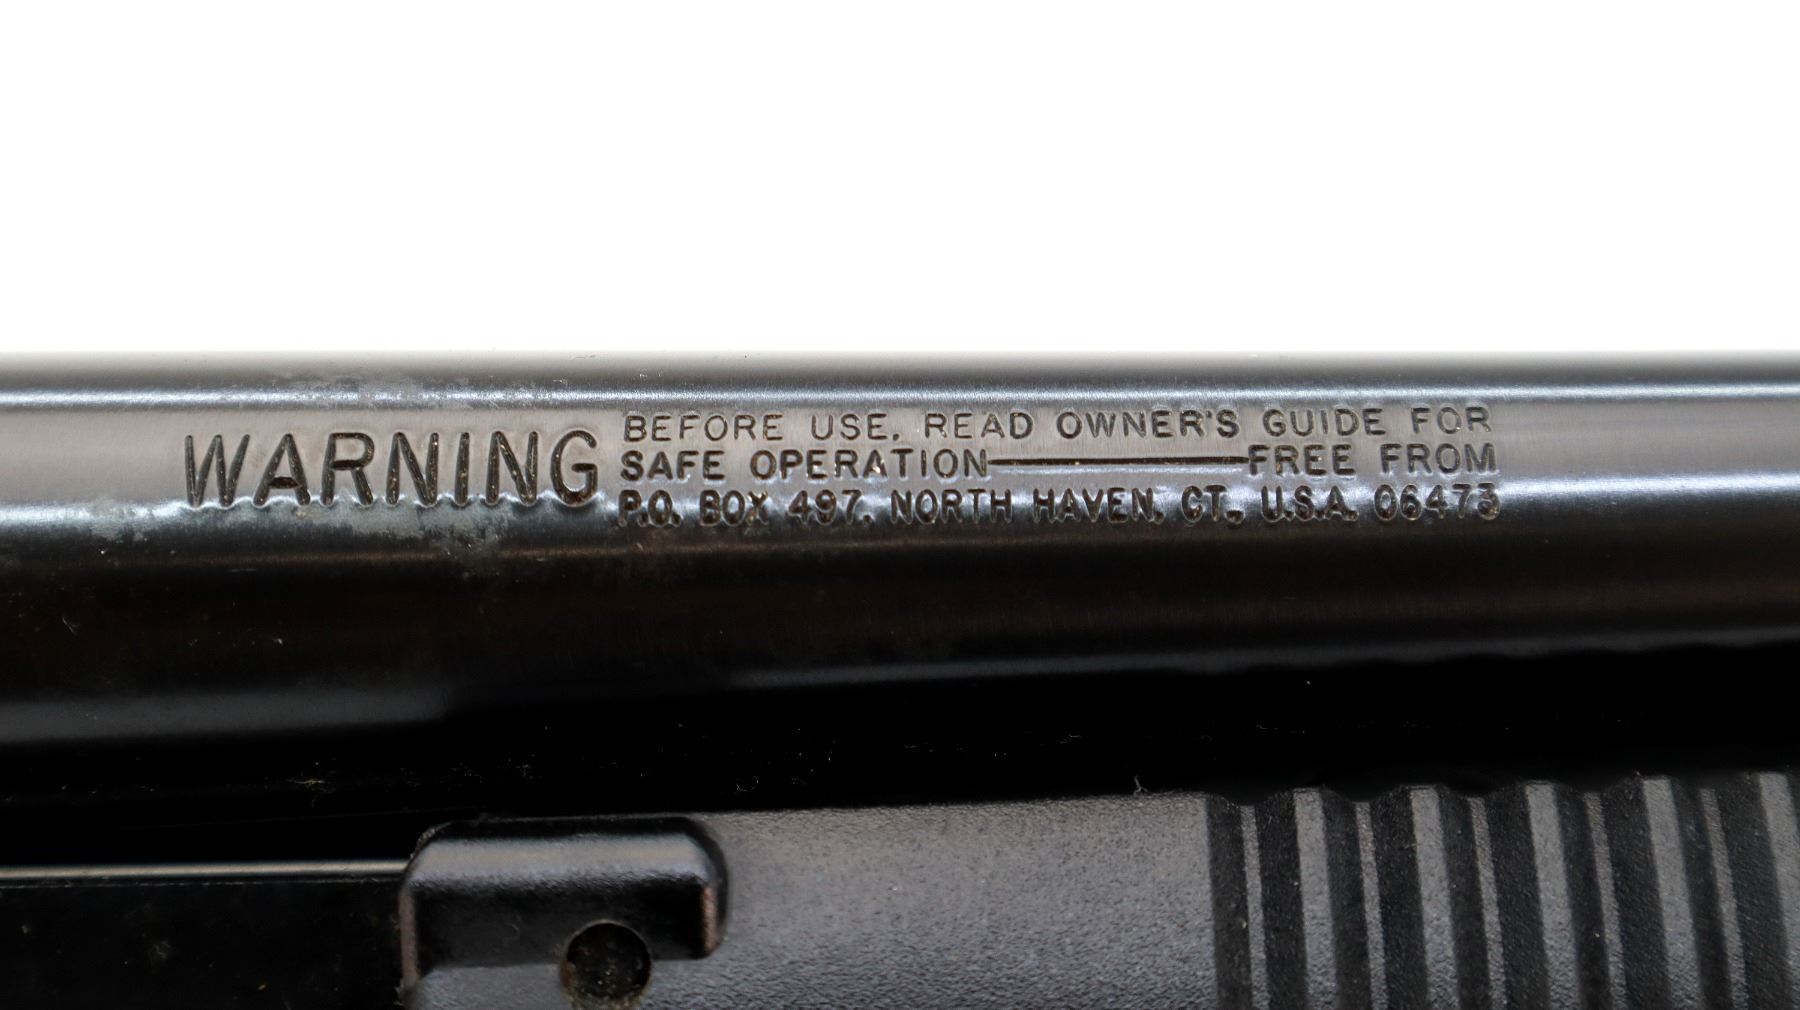 WARNING
BEFORE USE, READ OWNER'S GUIDE FOR
SAFE OPERATION————FREE FROM
P.O. BOX 497, NORTH HAVEN, CT., U.S.A. 06473